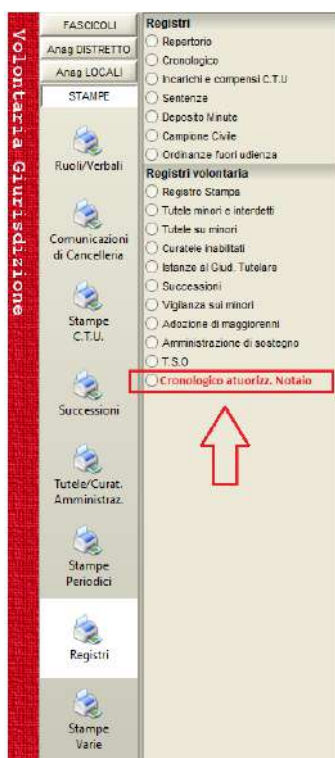 Volontaria Giurisdizione
FASCICOLI
Anag DISTRETTO
Anag LOCALI
STAMPE
Ruoli/Verbali
Comunicazioni
di Cancelleria
Stampe
C.T.U.
Successioni
Tutele/Curat.
Amministraz.
Stampe
Periodici
Registri
Stampe
Varie
Registri
Repertorio
Cronologico
Incarichi e compensi C.T.U
Sentenze
Deposito Minute
Campione Civile
Ordinanze fuori udienza
Registri volontaria
Registro Stampa
Tutele minori e interdetti
Tutele su minori
Curatele inabilitati
Istanze al Giud. Tutelare
Successioni
Vigilanza sui minori
Adozione di maggiorenni
Amministrazione di sostegno
T.S.O
Cronologico atuorizz. Notaio